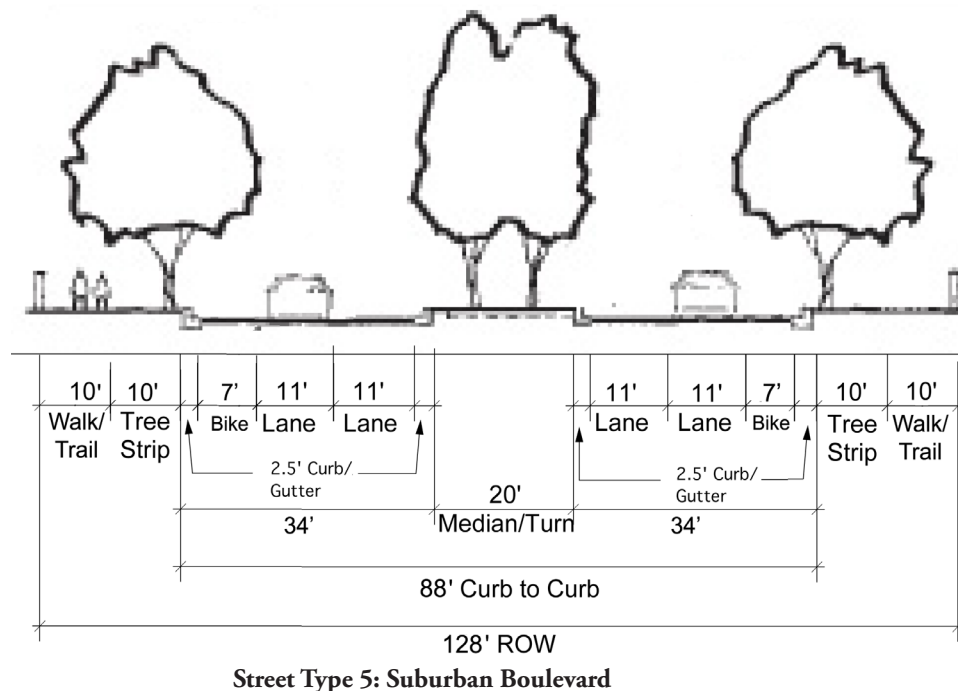 10' 10' 7' 11' 11' 11' 11' 7' 10' 10'
Walk/ Tree Bike Lane Lane Lane Lane Bike Tree Walk/
Trail Strip Strip Trail
2.5' Curb/ 2.5' Curb/
Gutter Gutter
20'
34' Median/Turn 34'
88' Curb to Curb
128' ROW
Street Type 5: Suburban Boulevard